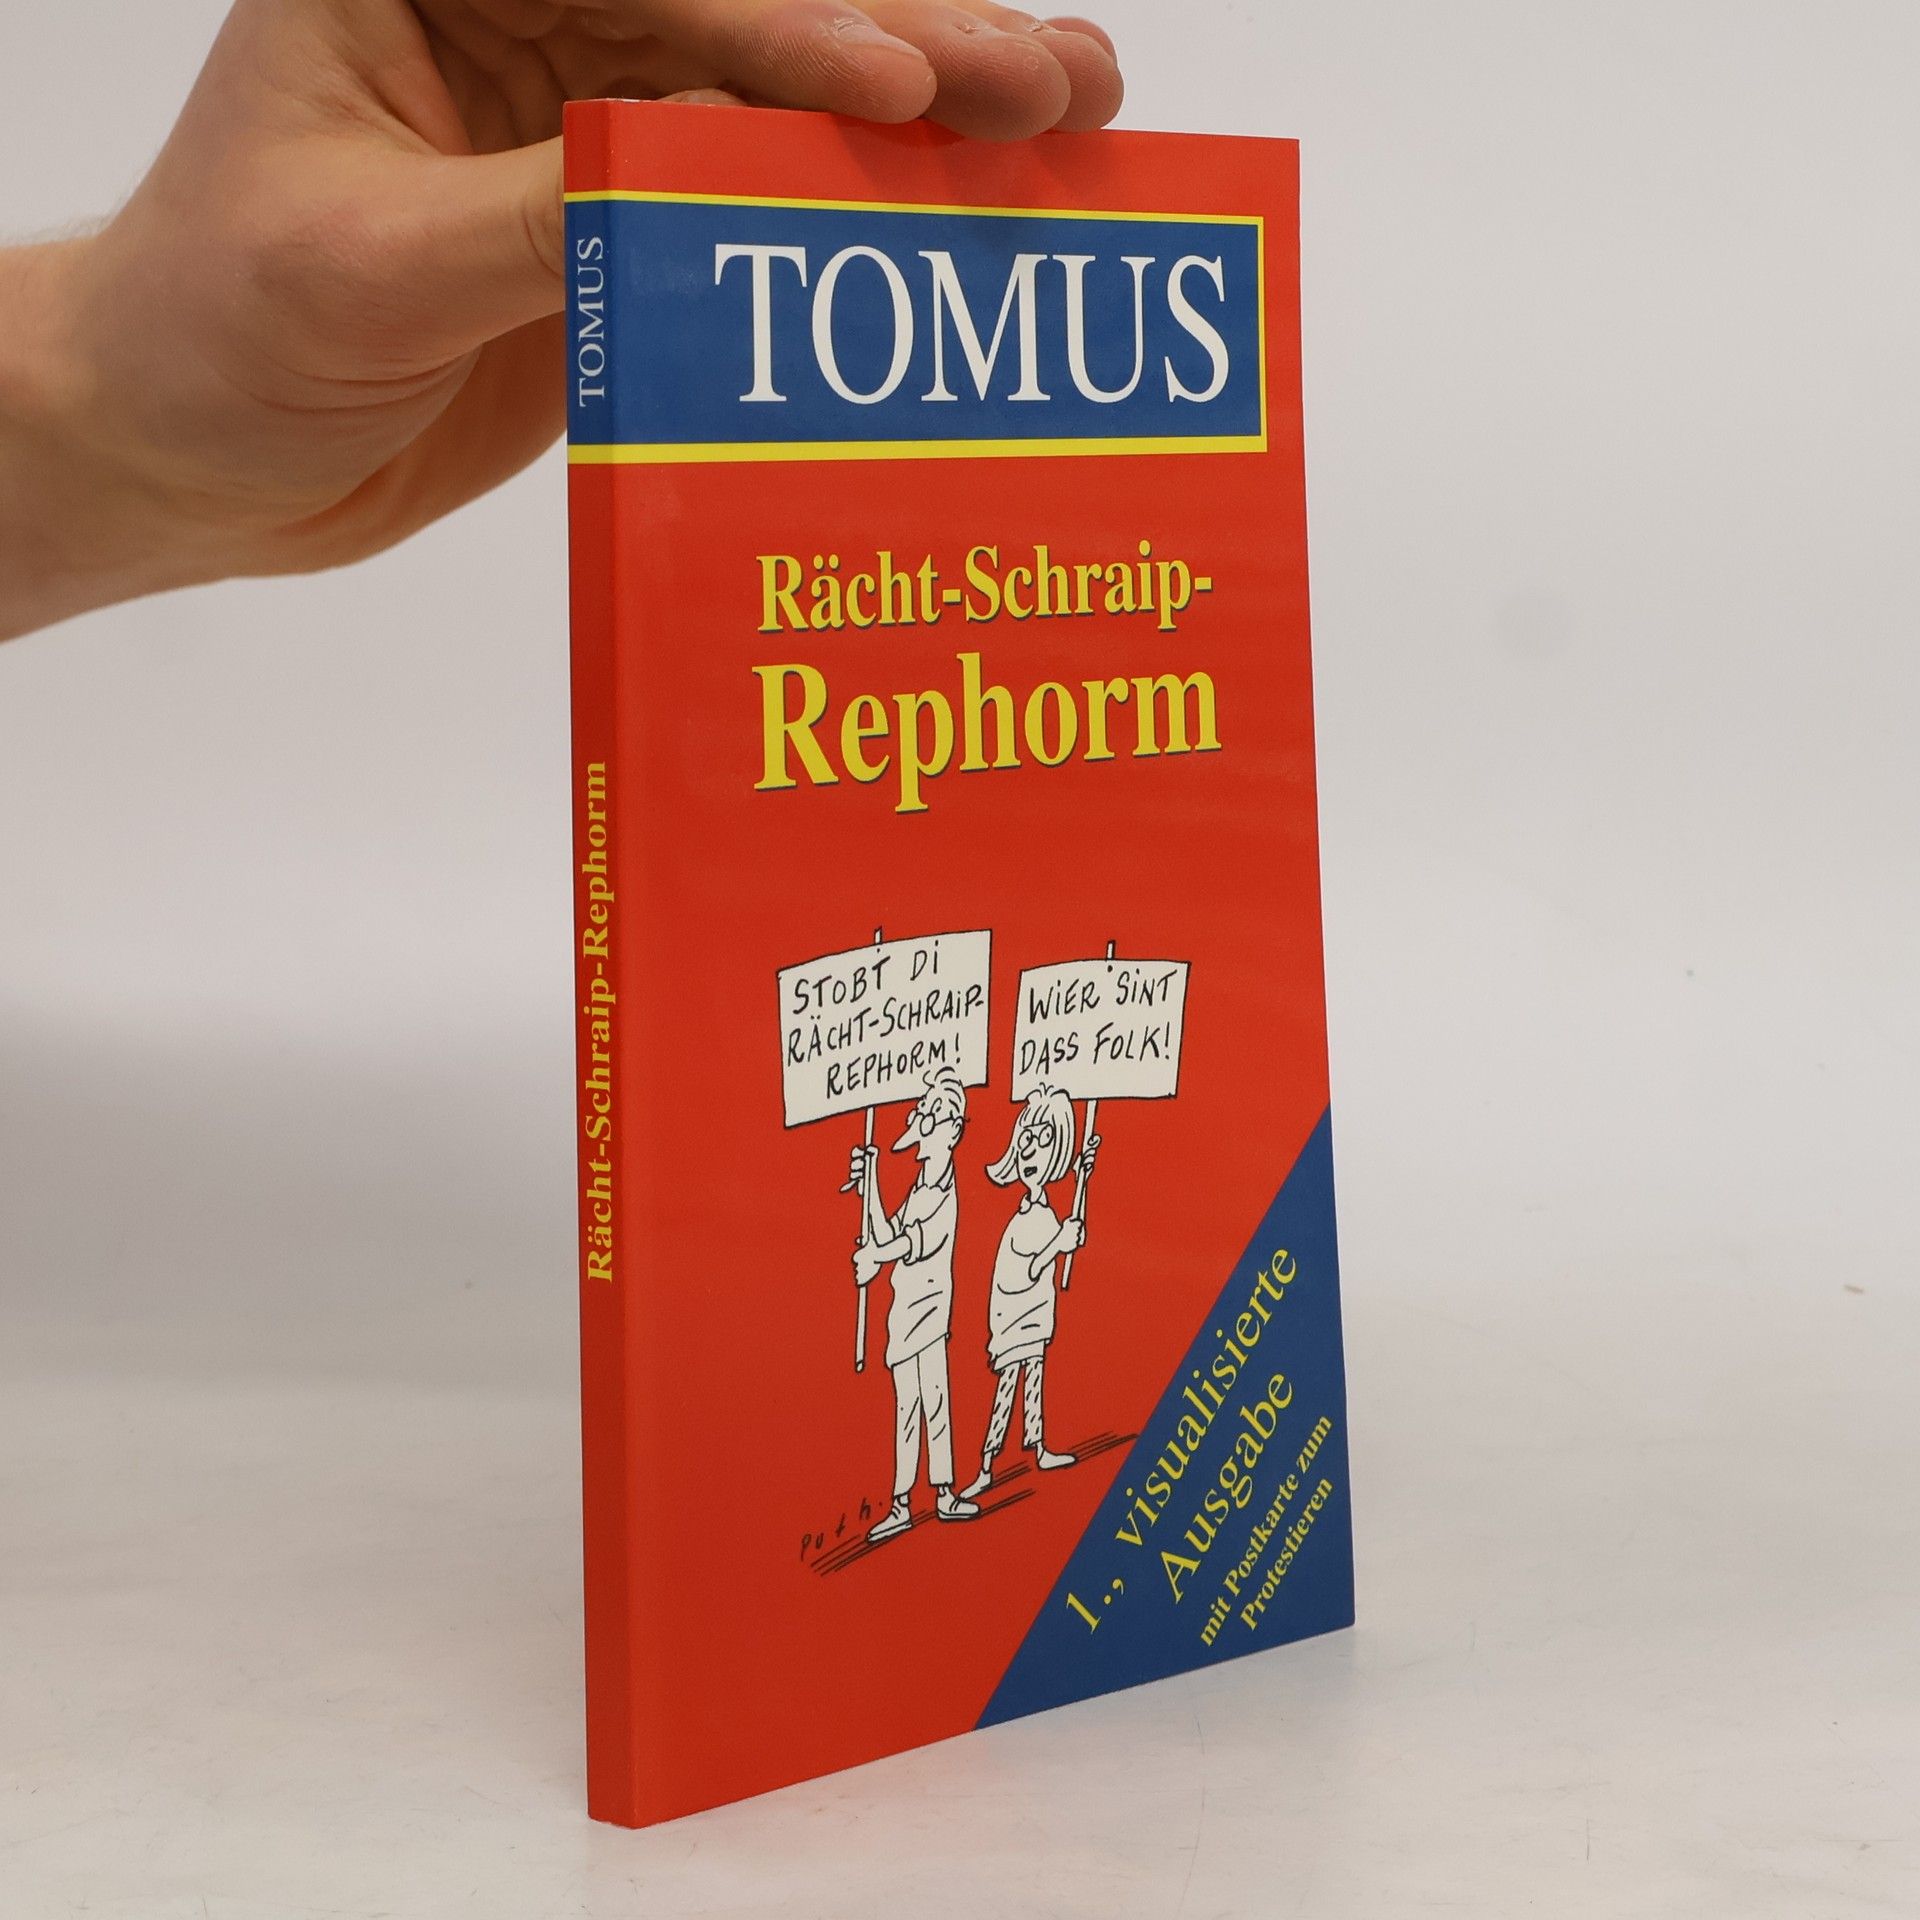 TOMUS
Rächt-Schraip-Rephorm
TOMUS
Rächt-Schraip-
Rephorm
STOBT DI
RÄCHT-SCHRAIP-
REPHORM!
WIER SINT
DASS FOLK!
puth.
1., visualisierte
Ausgabe
mit Postkarte zum
Protestieren